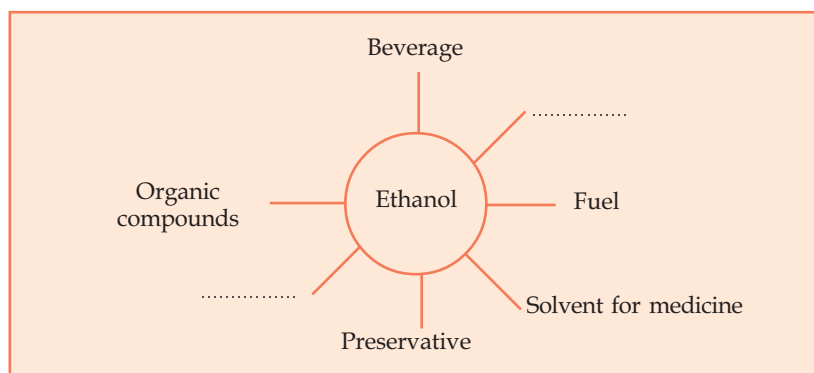 Beverage
....................
Organic
compounds
Ethanol
Fuel
....................
Solvent for medicine
Preservative